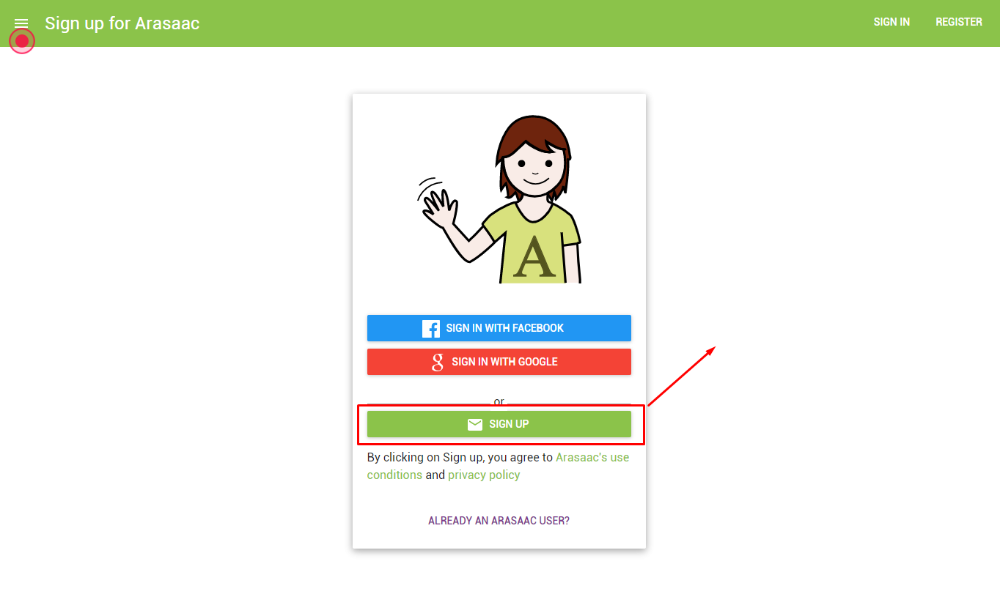 Sign up for Arasaac
SIGN IN
REGISTER
A
SIGN IN WITH FACEBOOK
SIGN IN WITH GOOGLE
or
SIGN UP
By clicking on Sign up, you agree to Arasaac's use
conditions and privacy policy
ALREADY AN ARASAAC USER?